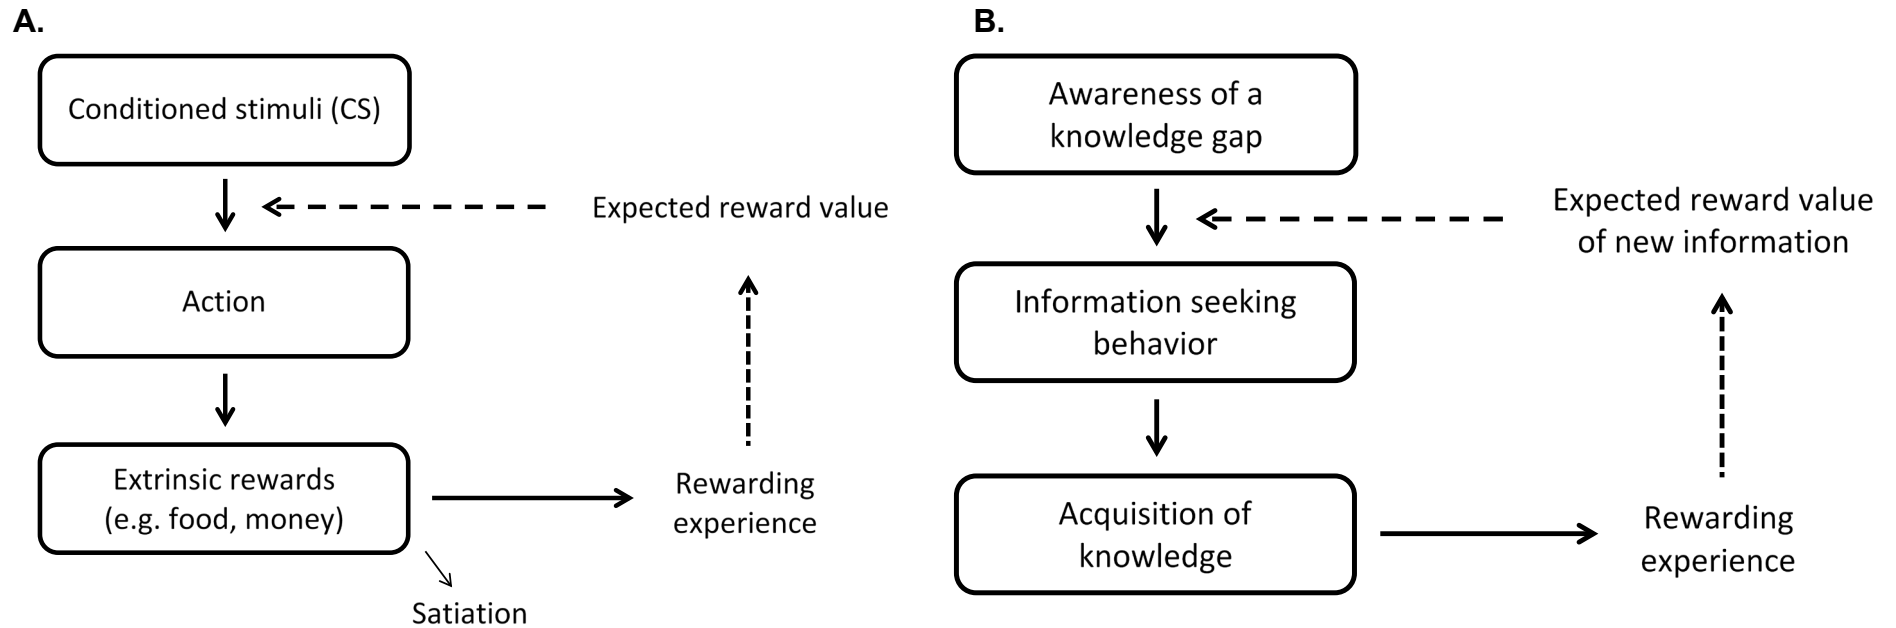 A.
Conditioned stimuli (CS)
Expected reward value
Action
Extrinsic rewards
(e.g. food, money)
Rewarding
experience
Satiation
B.
Awareness of a
knowledge gap
Expected reward value
of new information
Information seeking
behavior
Acquisition of
knowledge
Rewarding
experience